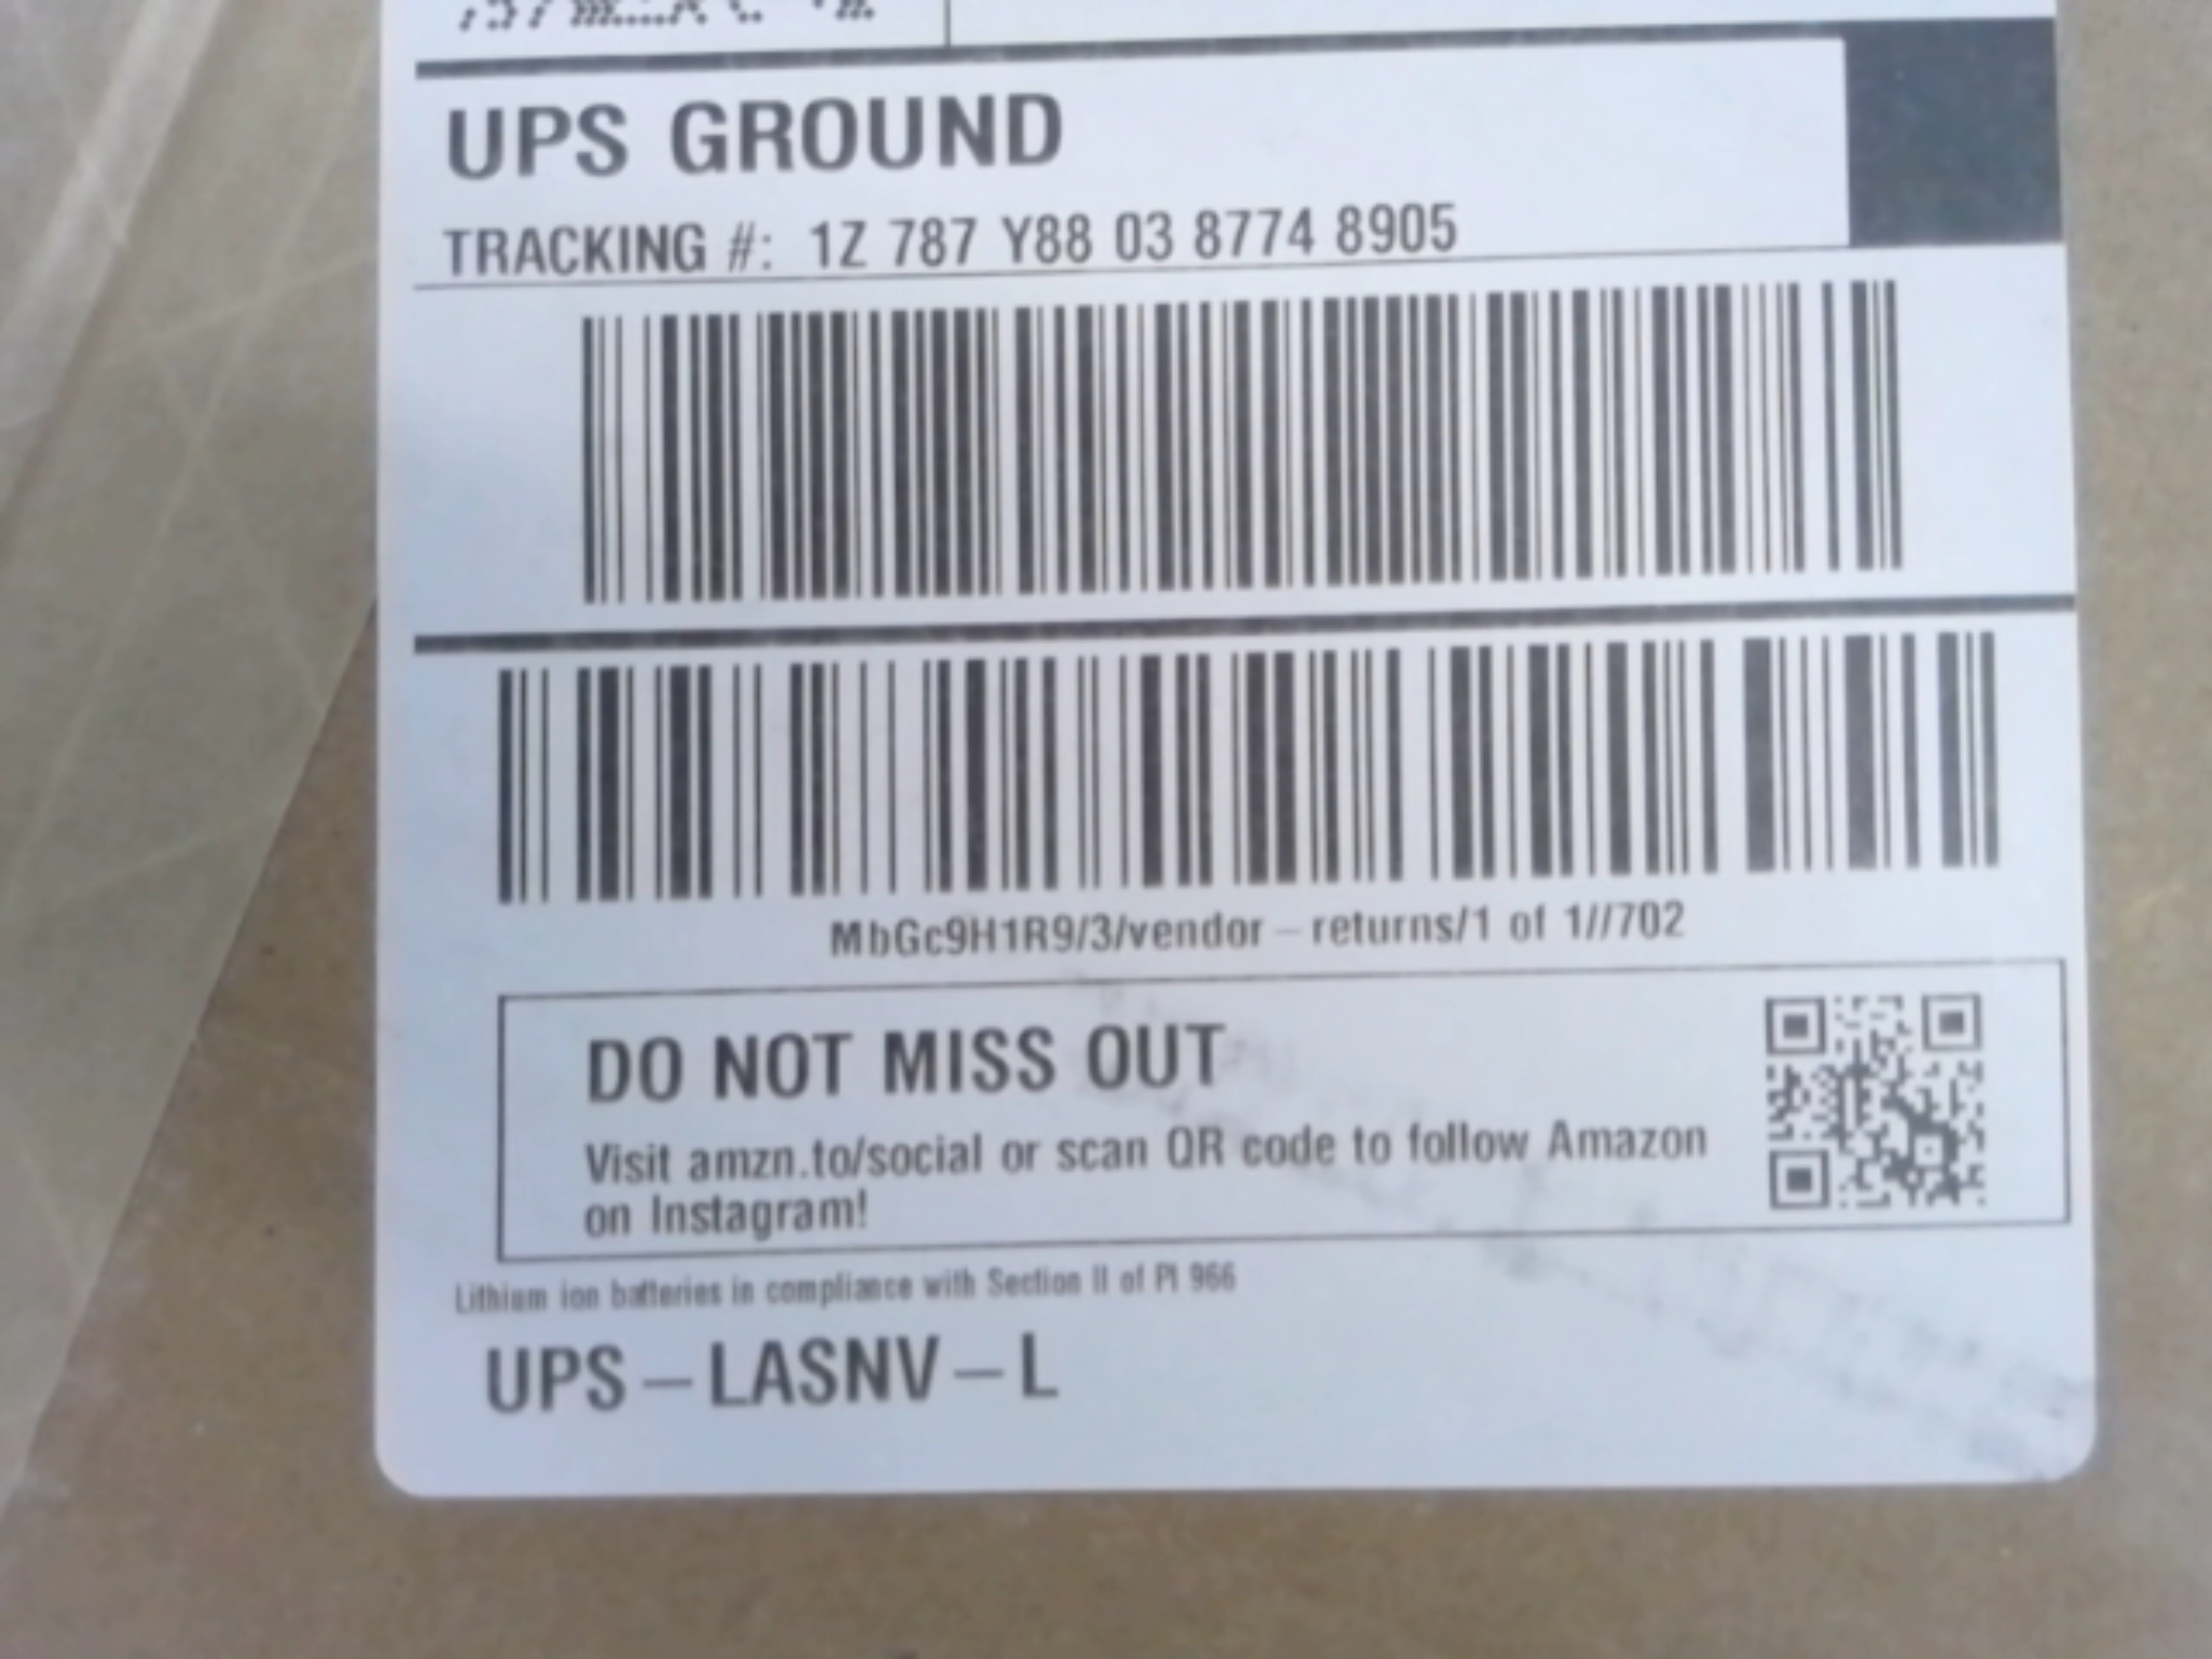 UPS GROUND
TRACKING #: 1Z 787 Y88 03 8774 8905
MbGc9H1R9/3/vendor – returns/1 of 1//702
DO NOT MISS OUT
Visit amzn.to/social or scan QR code to follow Amazon
on Instagram!
Lithium ion batteries in compliance with Section II of PI 966
UPS – LASNV – L